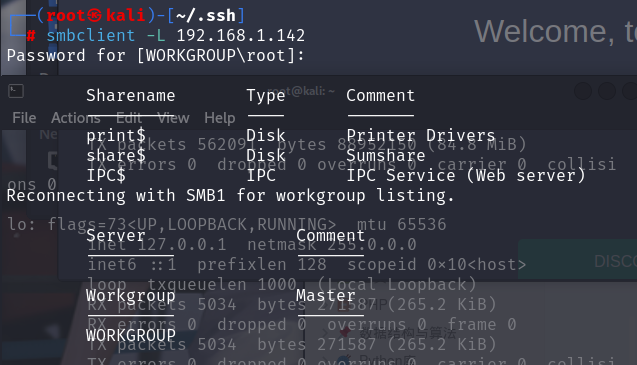 ┌──(root㉿kali)-[~/.ssh]
└─# smbclient -L 192.168.1.142
Password for [WORKGROUP\root]:
Welcome, to
root@kali: ~
Sharename Type Comment
File Actions Edit View Help
print$ Disk Printer Drivers
TX packets 562091 bytes 88952150 (84.8 MiB)
share$ Disk Sumshare
TX errors 0 dropped 0 overruns 0 carrier 0 collisi
IPC$ IPC IPC Service (Web server)
ons 0
Reconnecting with SMB1 for workgroup listing.
lo: flags=73<UP,LOOPBACK,RUNNING> mtu 65536
Server Comment
inet 127.0.0.1 netmask 255.0.0.0
inet6 ::1 prefixlen 128 scopeid 0×10<host>
DISCO
loop txqueuelen 1000 (Local Loopback)
Workgroup Master
RX packets 5034 bytes 271587 (265.2 KiB)
RX errors 0 dropped 0 overruns 0 frame 0
WORKGROUP
TX packets 5034 bytes 271587 (265.2 KiB)
TX errors 0 dropped 0 overruns 0 carrier 0 collisi